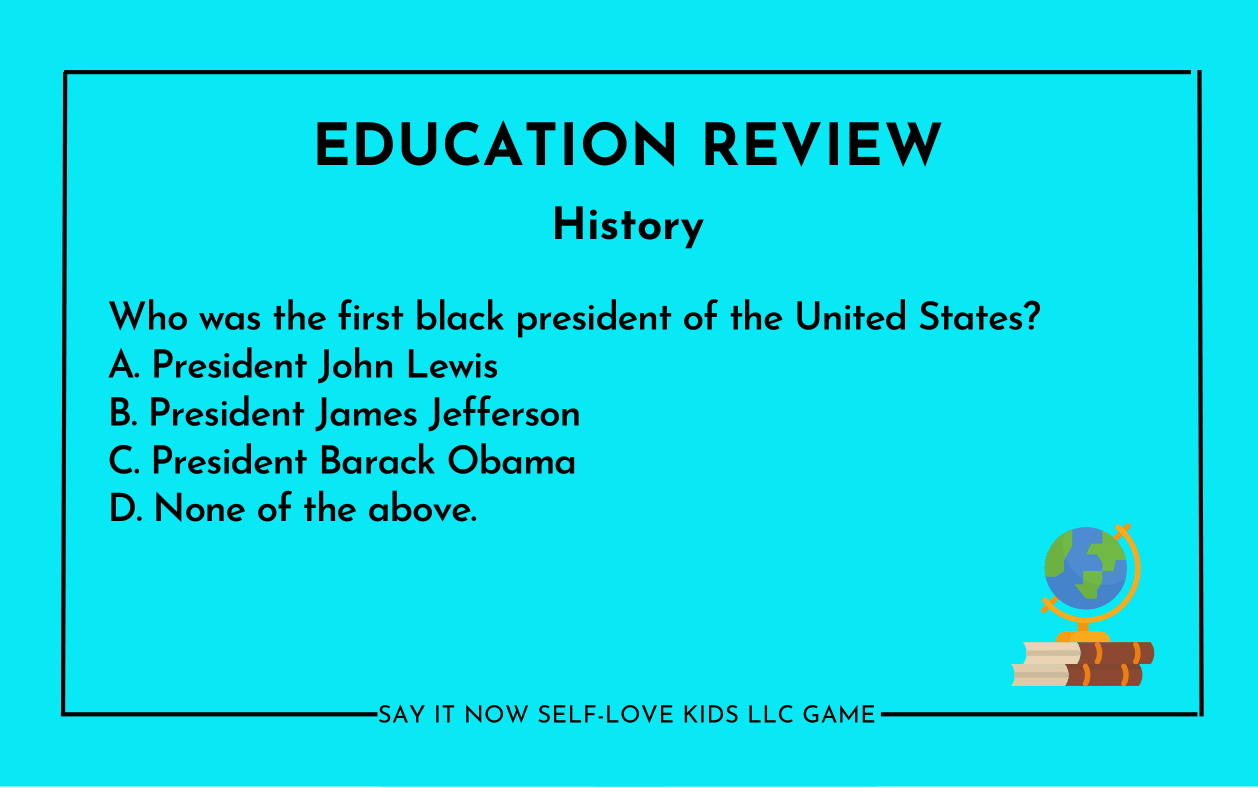 EDUCATION REVIEW
History
Who was the first black president of the United States?
A. President John Lewis
B. President James Jefferson
C. President Barack Obama
D. None of the above.
SAY IT NOW SELF-LOVE KIDS LLC GAME